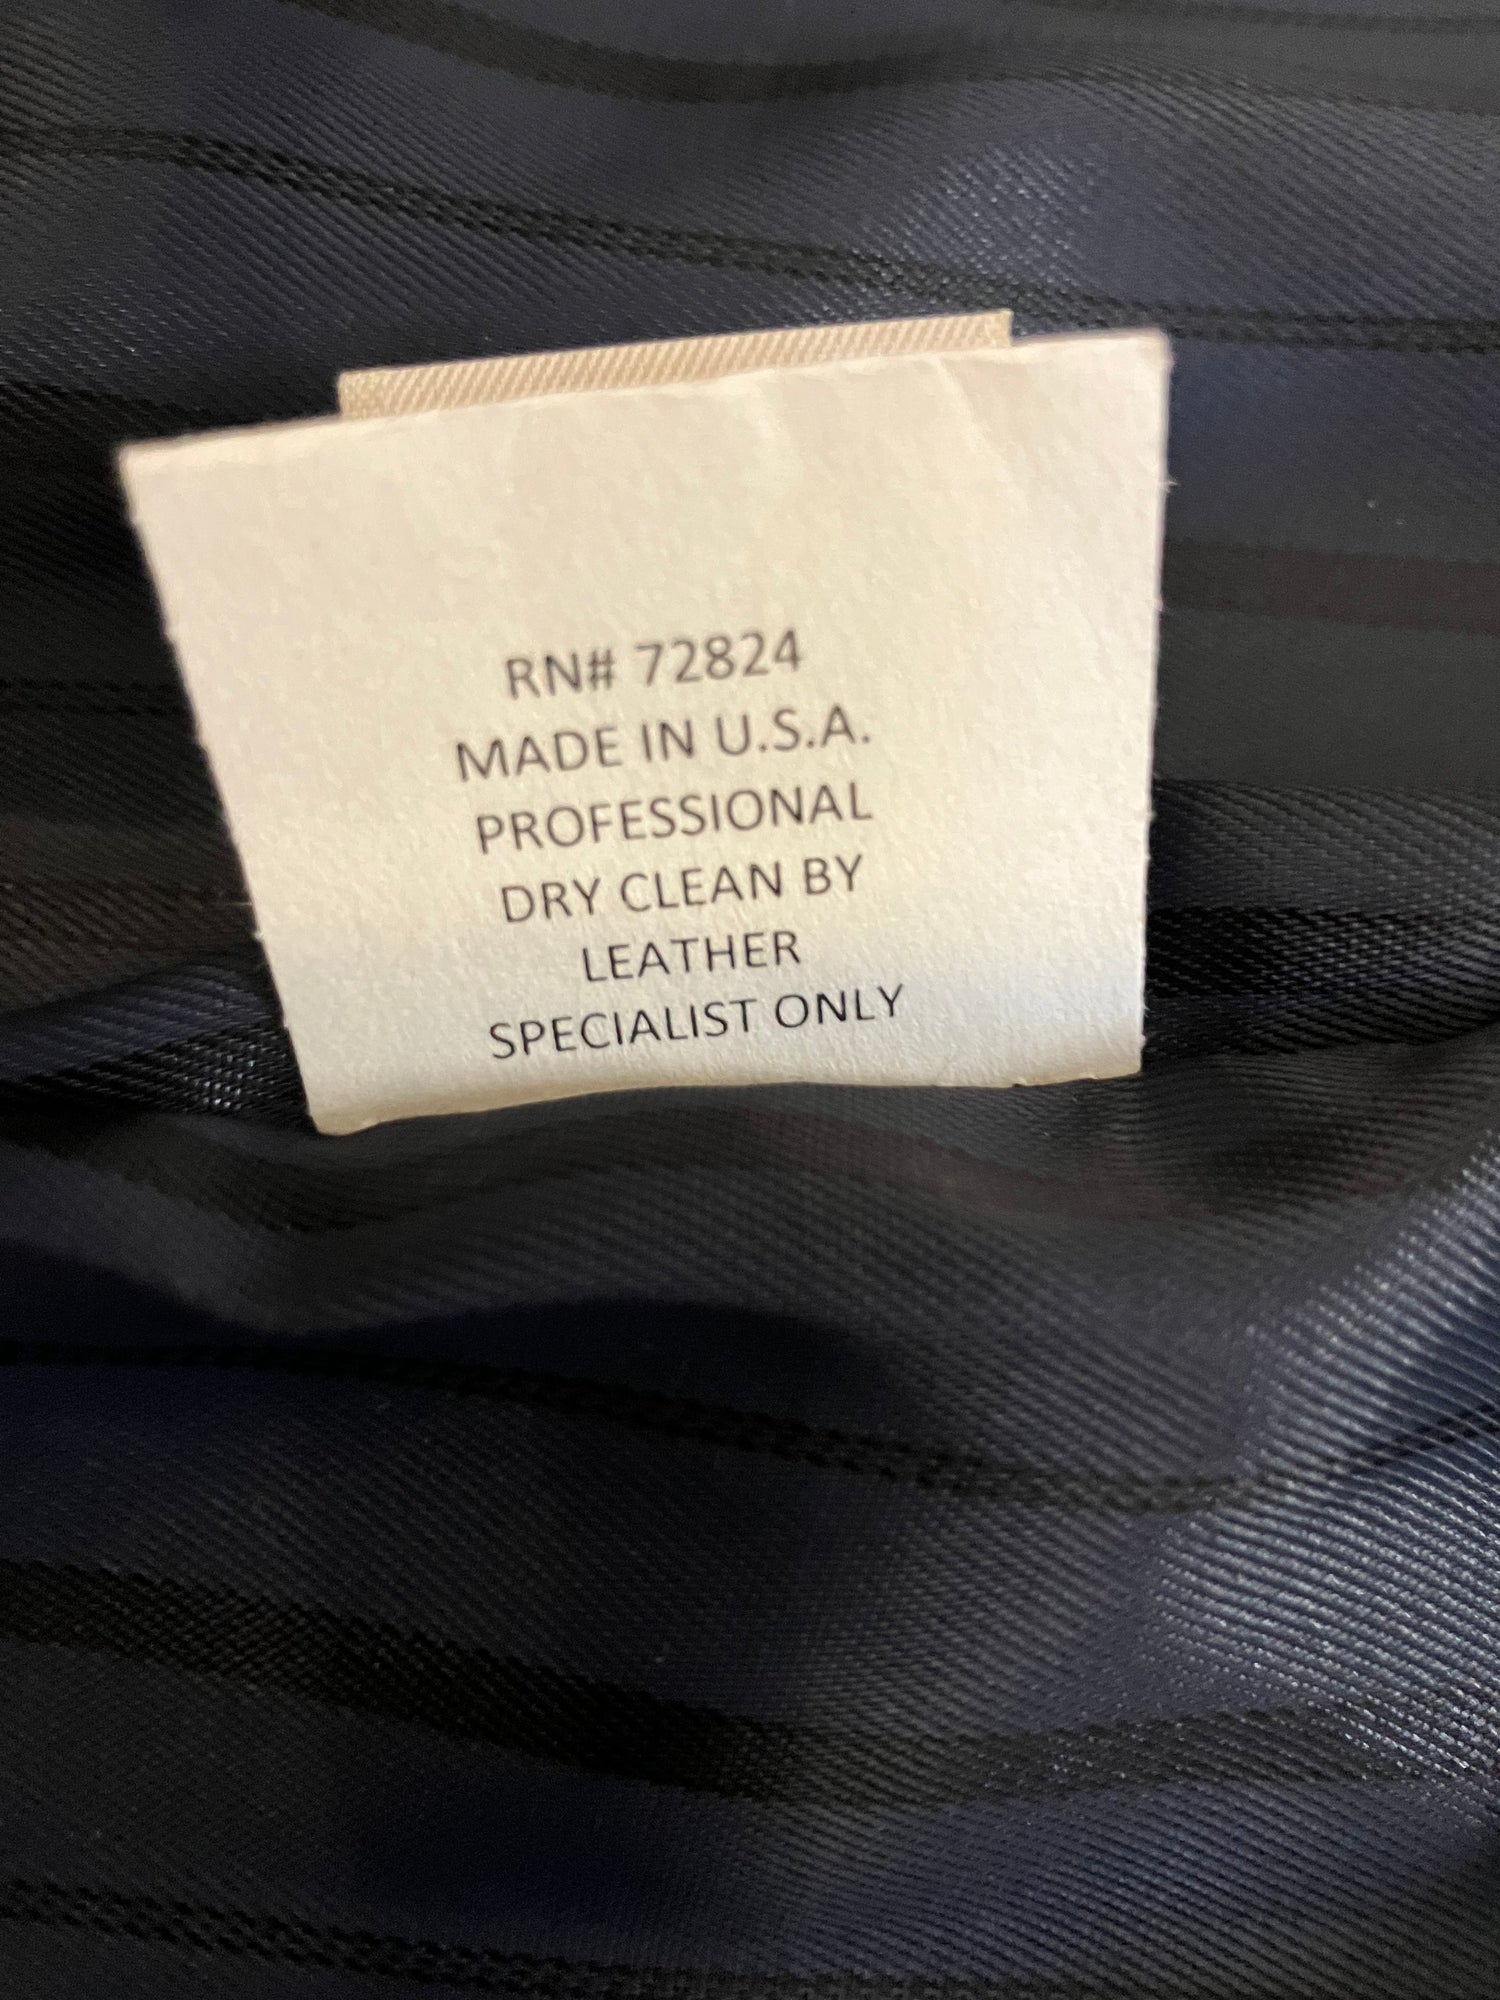 RN# 72824
MADE IN U.S.A.
PROFESSIONAL
DRY CLEAN BY
LEATHER
SPECIALIST ONLY